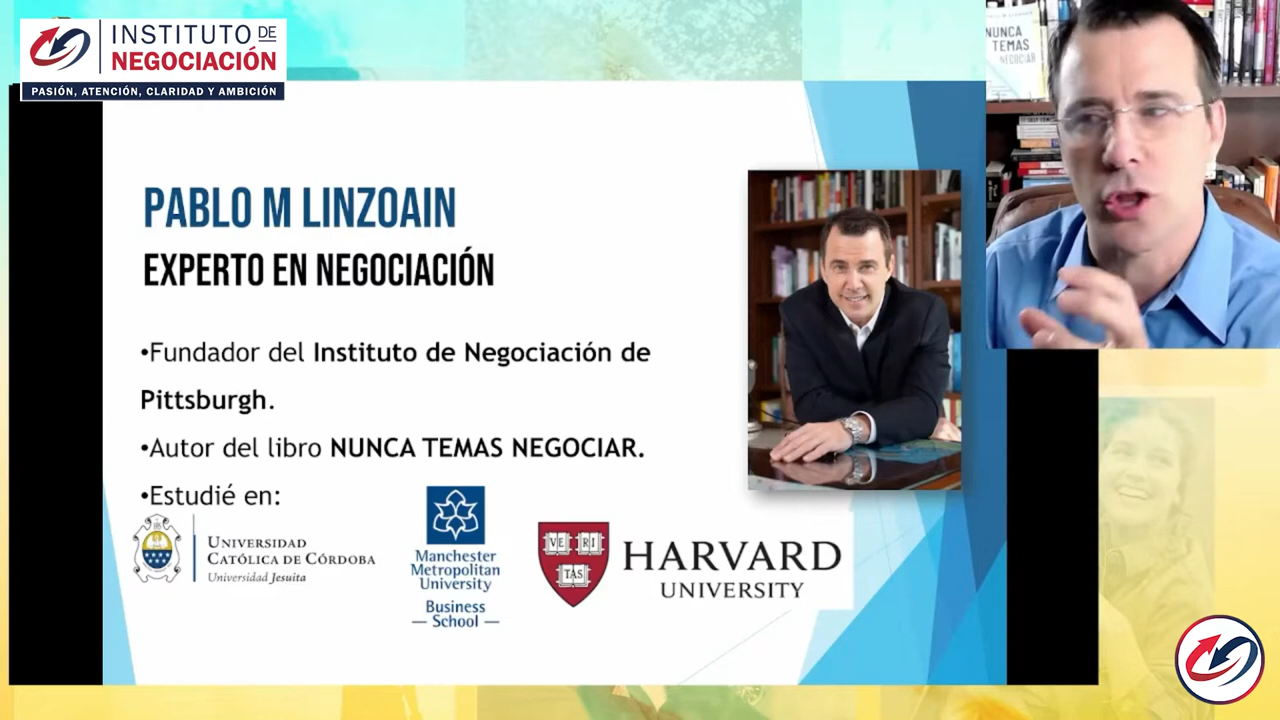 INSTITUTO DE
NEGOCIACIÓN
PASIÓN, ATENCIÓN, CLARIDAD Y AMBICIÓN
NUNCA
TEMAS
NEGOCIAR
PABLO M LINZOAIN
EXPERTO EN NEGOCIACIÓN
•Fundador del Instituto de Negociación de
Pittsburgh.
•Autor del libro NUNCA TEMAS NEGOCIAR.
•Estudié en:
UNIVERSIDAD
CATÓLICA DE CÓRDOBA
Universidad Jesuita
Manchester
Metropolitan
University
Business
School
VE RI
TAS
HARVARD
UNIVERSITY